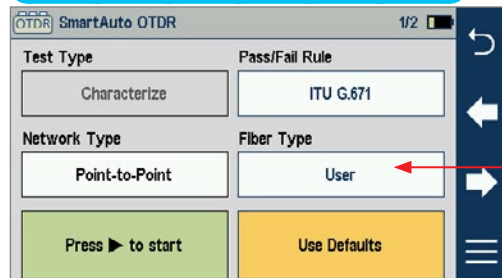 OTDR SmartAuto OTDR 1/2
Test Type Pass/Fail Rule
Characterize ITU G.671
Network Type Fiber Type
Point-to-Point User
Press ▶ to start Use Defaults